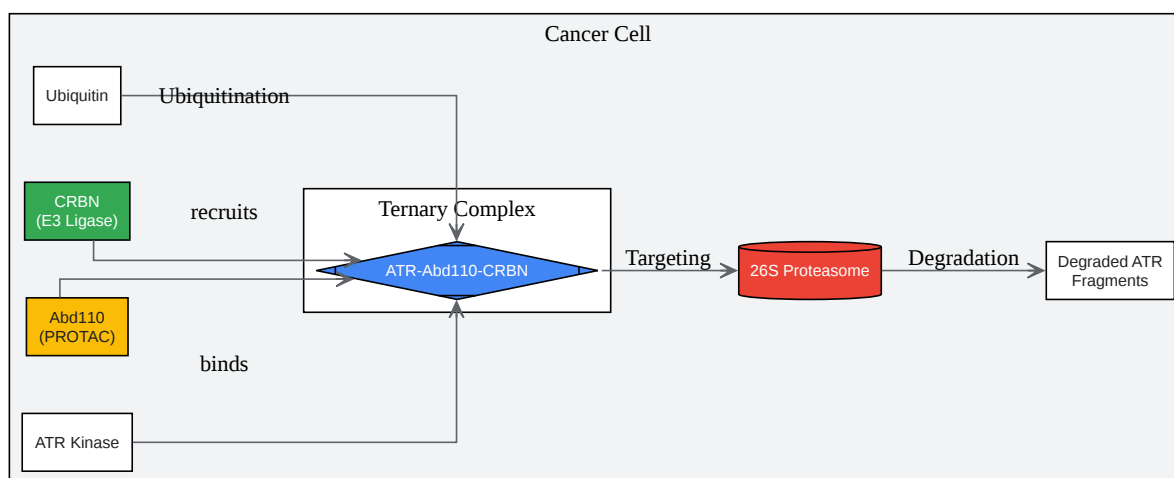 Cancer Cell
Ubiquitin
Ubiquitination
CRBN
(E3 Ligase)
recruits
Ternary Complex
ATR-Abd110-CRBN
Targeting
26S Proteasome
Degradation
Degraded ATR
Fragments
Abd110
(PROTAC)
binds
ATR Kinase